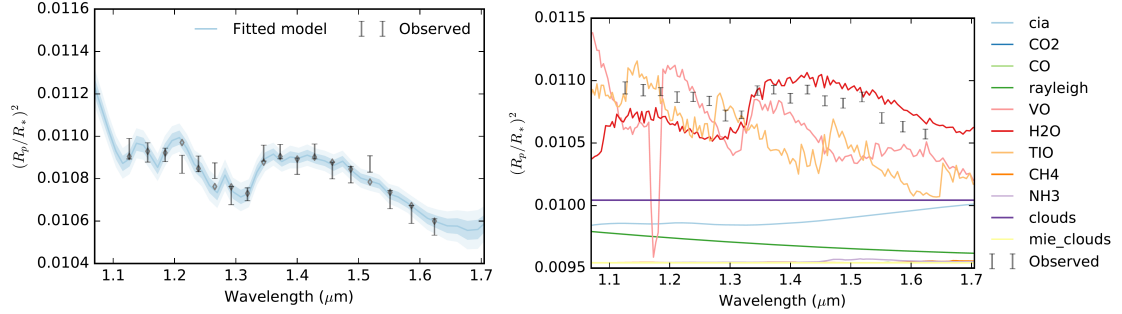 0.0116
0.0114
0.0112
0.0110
0.0108
0.0106
0.0104
(R_p/R_*)^2
Fitted model
Observed
1.1 1.2 1.3 1.4 1.5 1.6 1.7
Wavelength (μm)
0.0115
0.0110
0.0105
0.0100
0.0095
(R_p/R_*)^2
1.1 1.2 1.3 1.4 1.5 1.6 1.7
Wavelength (μm)
cia
CO2
CO
rayleigh
VO
H2O
TIO
CH4
NH3
clouds
mie_clouds
Observed